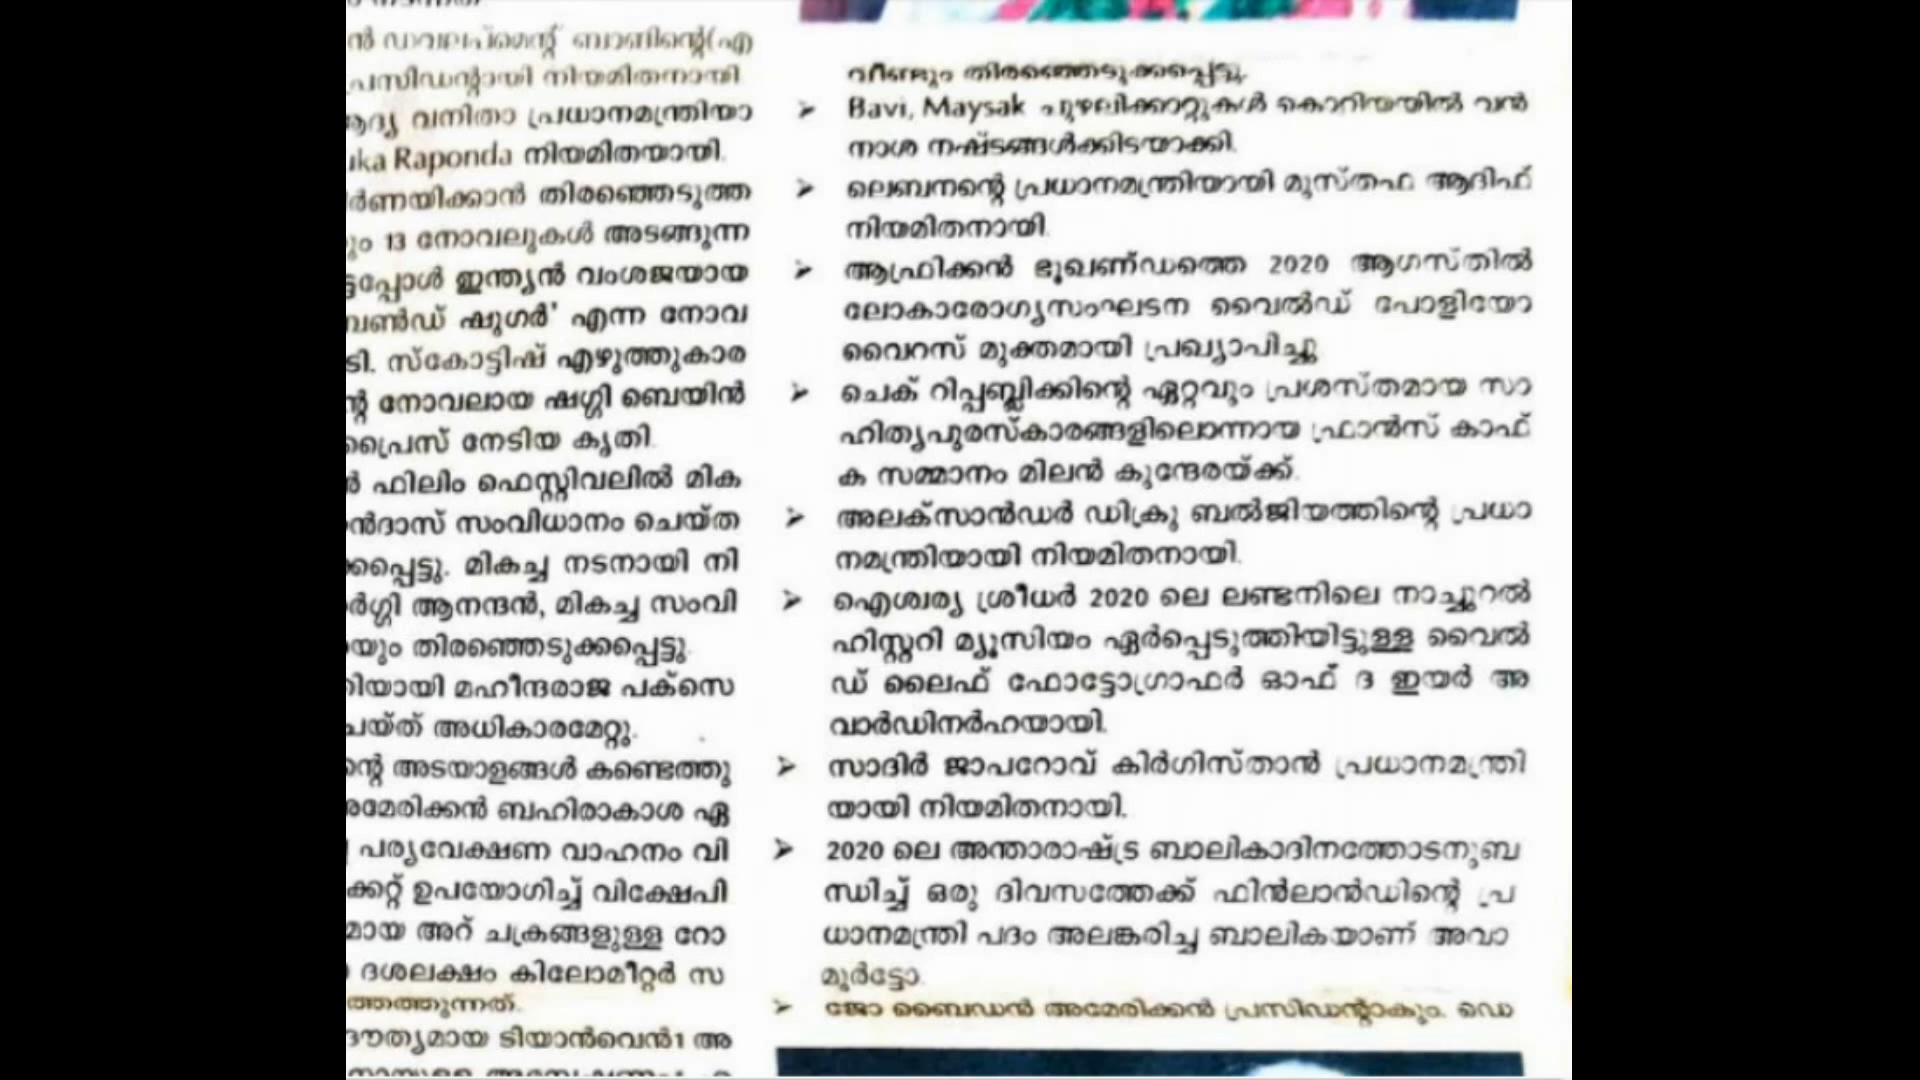 ൻ ഡവലപ്മെന്റ് ബാങ്കിന്റെ(എ
പ്രസിഡന്റായി നിയമിതനായി
ആദ്യ വനിതാ പ്രധാനമന്ത്രിയാ
uka Raponda നിയമിതയായി.
ർണയിക്കാൻ തിരഞ്ഞെടുത്ത
ും 13 നോവലുകൾ അടങ്ങുന്ന
ട്ടപ്പോൾ ഇന്ത്യൻ വംശജയായ
ബൺഡ് ഷുഗർ' എന്ന നോവ
ടി. സ്കോട്ടിഷ് എഴുത്തുകാര
ന്റെ നോവലായ ഷഗ്ഗി ബെയിൻ
പ്രൈസ് നേടിയ കൃതി.
ൻ ഫിലിം ഫെസ്റ്റിവലിൽ മിക
ൻദാസ് സംവിധാനം ചെയ്ത
ക്കപ്പെട്ടു. മികച്ച നടനായി നി
ർഗ്ഗി ആനന്ദൻ, മികച്ച സംവി
യും തിരഞ്ഞെടുക്കപ്പെട്ടു.
ിയായി മഹീന്ദരാജ പക്സെ
ചയ്ത് അധികാരമേറ്റു.
ന്റെ അടയാളങ്ങൾ കണ്ടെത്തു
അമേരിക്കൻ ബഹിരാകാശ ഏ
പര്യവേക്ഷണ വാഹനം വി
ക്കറ്റ് ഉപയോഗിച്ച് വിക്ഷേപി
മായ അറ് ചക്രങ്ങളുള്ള റോ
ദശലക്ഷം കിലോമീറ്റർ സ
ത്തെത്തുന്നത്.
ദൗത്യമായ ടിയാൻവെൻ1 അ
വീണ്ടും തിരഞ്ഞെടുക്കപ്പെട്ടു.
➤ Bavi, Maysak ചുഴലിക്കാറ്റുകൾ കൊറിയയിൽ വൻ
നാശ നഷ്ടങ്ങൾക്കിടയാക്കി.
➤ ലെബനന്റെ പ്രധാനമന്ത്രിയായി മുസ്തഫ ആദിഫ്
നിയമിതനായി.
➤ ആഫ്രിക്കൻ ഭൂഖണ്ഡത്തെ 2020 ആഗസ്തിൽ
ലോകാരോഗ്യസംഘടന വൈൽഡ് പോളിയോ
വൈറസ് മുക്തമായി പ്രഖ്യാപിച്ചു
➤ ചെക് റിപ്പബ്ലിക്കിന്റെ ഏറ്റവും പ്രശസ്തമായ സാ
ഹിത്യപുരസ്കാരങ്ങളിലൊന്നായ ഫ്രാൻസ് കാഫ്
ക സമ്മാനം മിലൻ കുന്ദേരയ്ക്ക്.
➤ അലക്സാൻഡർ ഡിക്രൂ ബൽജിയത്തിന്റെ പ്രധാ
നമന്ത്രിയായി നിയമിതനായി.
➤ ഐശ്വര്യ ശ്രീധർ 2020 ലെ ലണ്ടനിലെ നാച്ചുറൽ
ഹിസ്റ്ററി മ്യൂസിയം ഏർപ്പെടുത്തിയിട്ടുള്ള വൈൽ
ഡ് ലൈഫ് ഫോട്ടോഗ്രാഫർ ഓഫ് ദ ഇയർ അ
വാർഡിനർഹയായി.
➤ സാദിർ ജാപറോവ് കിർഗിസ്താൻ പ്രധാനമന്ത്രി
യായി നിയമിതനായി.
➤ 2020 ലെ അന്താരാഷ്ട്ര ബാലികാദിനത്തോടനുബ
ന്ധിച്ച് ഒരു ദിവസത്തേക്ക് ഫിൻലാൻഡിന്റെ പ്ര
ധാനമന്ത്രി പദം അലങ്കരിച്ച ബാലികയാണ് അവാ
മൂർട്ടോ.
➤ ജോ ബൈഡൻ അമേരിക്കൻ പ്രസിഡന്റാകും. ഡെ